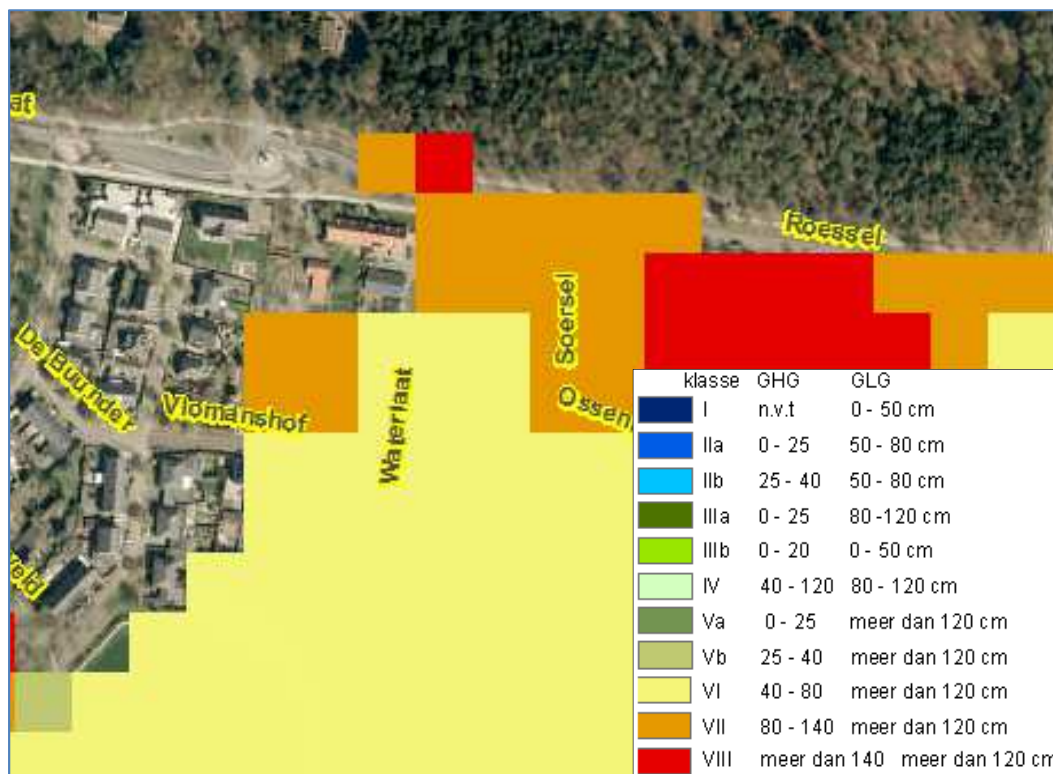 at
Roessel
Soersel
O
De Buunder
Vlomanshof
Waterlaat
Ossen
veld
klasse GHG GLG
I n.v.t 0 - 50 cm
IIa 0 - 25 50 - 80 cm
IIb 25 - 40 50 - 80 cm
IIIa 0 - 25 80 -120 cm
IIIb 0 - 20 0 - 50 cm
IV 40 - 120 80 - 120 cm
Va 0 - 25 meer dan 120 cm
Vb 25 - 40 meer dan 120 cm
VI 40 - 80 meer dan 120 cm
VII 80 - 140 meer dan 120 cm
VIII meer dan 140 meer dan 120 cm